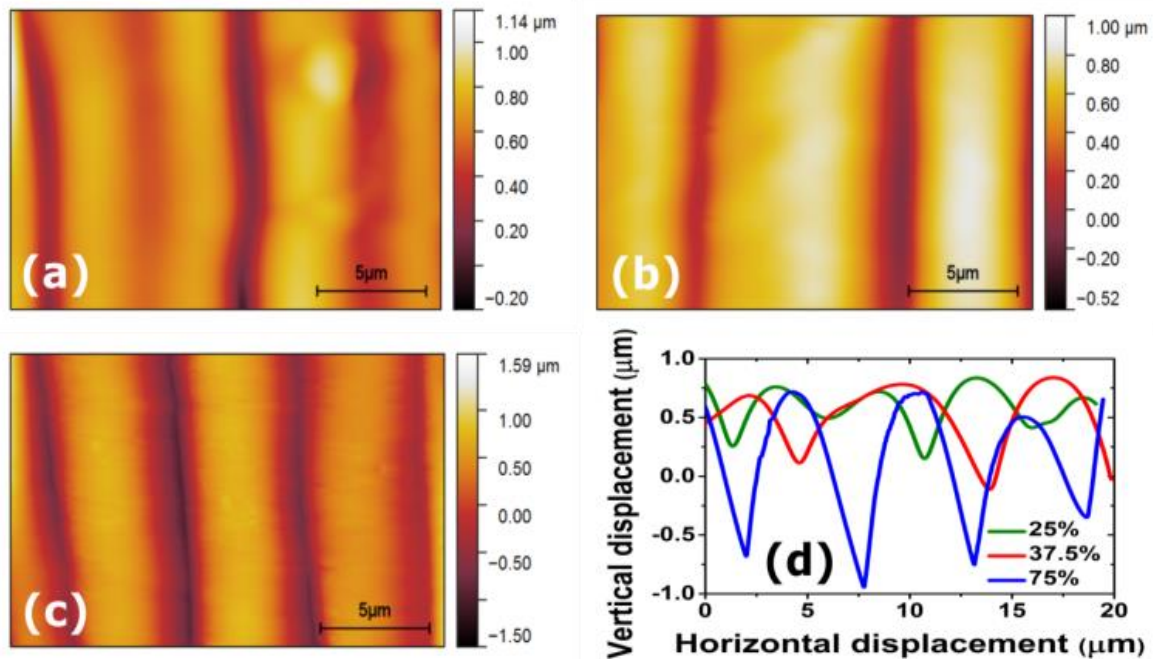 1.14 µm
1.00
0.80
0.60
0.40
0.20
−0.20
(a)
5µm
1.00 µm
0.80
0.60
0.40
0.20
0.00
−0.20
−0.52
(b)
5µm
1.59 µm
1.00
0.50
0.00
−0.50
−1.50
(c)
5µm
Vertical displacement (µm)
1.0
0.5
0.0
-0.5
-1.0
(d)
25%
37.5%
75%
0 5 10 15 20
Horizontal displacement (µm)